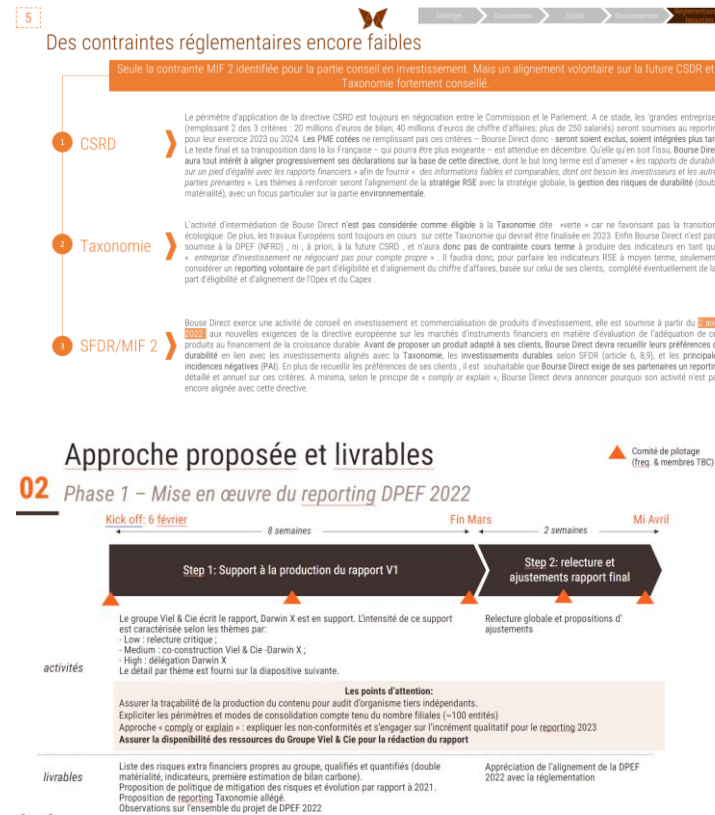 5
Stratégie
Gouvernance
Social
Environnement
Réglementaire
Reporting
Des contraintes réglementaires encore faibles
Seule la contrainte MIF 2 identifiée pour la partie conseil en investissement. Mais un alignement volontaire sur la future CSDR et
Taxonomie fortement conseillé.
1
CSRD
Le périmètre d'application de la directive CSRD est toujours en négociation entre le Commission et le Parlement. A ce stade, les 'grandes entreprise
(remplissant 2 des 3 critères : 20 millions d'euros de bilan; 40 millions d'euros de chiffre d'affaires; plus de 250 salariés) seront soumises au reportin
pour leur exercice 2023 ou 2024. Les PME cotées ne remplissant pas ces critères – Bourse Direct donc - seront soient exclus, soient intégrées plus tar
Le texte final et sa transposition dans la loi Française – qui pourra être plus exigeante – est attendue en décembre. Qu'elle qu'en soit l'issu, Bourse Dire
aura tout intérêt à aligner progressivement ses déclarations sur la base de cette directive, dont le but long terme est d'amener « les rapports de durabili
sur un pied d'égalité avec les rapports financiers » afin de fournir « des informations fiables et comparables, dont ont besoin les investisseurs et les autre
parties prenantes ». Les thèmes à renforcer seront l'alignement de la stratégie RSE avec la stratégie globale, la gestion des risques de durabilité (doub
matérialité), avec un focus particulier sur la partie environnementale.
2
Taxonomie
L'activité d'intermédiation de Bouse Direct n'est pas considérée comme éligible à la Taxonomie dite »verte » car ne favorisant pas la transition
écologique. De plus, les travaux Européens sont toujours en cours sur cette Taxonomie qui devrait être finalisée en 2023. Enfin Bourse Direct n'est pas
soumise à la DPEF (NFRD) , ni , à priori, à la future CSRD , et n'aura donc pas de contrainte cours terme à produire des indicateurs en tant qu
« entreprise d'investissement ne négociant pas pour compte propre » . Il faudra donc, pour parfaire les indicateurs RSE à moyen terme, seulement
considérer un reporting volontaire de part d'éligibilité et d'alignement du chiffre d'affaires, basée sur celui de ses clients, complété éventuellement de la
part d'éligibilité et d'alignement de l'Opex et du Capex .
3
SFDR/MIF 2
Bouse Direct exerce une activité de conseil en investissement et commercialisation de produits d'investissement, elle est soumise à partir du 2 aoû
2022, aux nouvelles exigences de la directive européenne sur les marchés d'instruments financiers en matière d'évaluation de l'adéquation de ce
produits au financement de la croissance durable. Avant de proposer un produit adapté à ses clients, Bourse Direct devra recueillir leurs préférences d
durabilité en lien avec les investissements alignés avec la Taxonomie, les investissements durables selon SFDR (article 6, 8,9), et les principale
incidences négatives (PAI). En plus de recueillir les préférences de ses clients , il est souhaitable que Bourse Direct exige de ses partenaires un reportin
détaillé et annuel sur ces critères. A minima, selon le principe de « comply or explain », Bourse Direct devra annoncer pourquoi son activité n'est pa
encore alignée avec cette directive.
Approche proposée et livrables
Comité de pilotage
(freq. & membres TBC)
02
Phase 1 – Mise en œuvre du reporting DPEF 2022
Kick off: 6 février
8 semaines
Fin Mars
2 semaines
Mi Avril
Step 1: Support à la production du rapport V1
Step 2: relecture et
ajustements rapport final
activités
Le groupe Viel & Cie écrit le rapport, Darwin X est en support. L'intensité de ce support
est caractérisée selon les thèmes par:
- Low : relecture critique ;
- Medium : co-construction Viel & Cie -Darwin X ;
- High : délégation Darwin X
Le détail par thème est fourni sur la diapositive suivante.
Relecture globale et propositions d'
ajustements
Les points d'attention:
Assurer la traçabilité de la production du contenu pour audit d'organisme tiers indépendants.
Expliciter les périmètres et modes de consolidation compte tenu du nombre filiales (~100 entités)
Approche « comply or explain » : expliquer les non-conformités et s'engager sur l'incrément qualitatif pour le reporting 2023
Assurer la disponibilité des ressources du Groupe Viel & Cie pour la rédaction du rapport
livrables
Liste des risques extra financiers propres au groupe, qualifiés et quantifiés (double
matérialité, indicateurs, première estimation de bilan carbone).
Proposition de politique de mitigation des risques et évolution par rapport à 2021.
Proposition de reporting Taxonomie allégé.
Observations sur l'ensemble du projet de DPEF 2022
Appréciation de l'alignement de la DPEF
2022 avec la réglementation